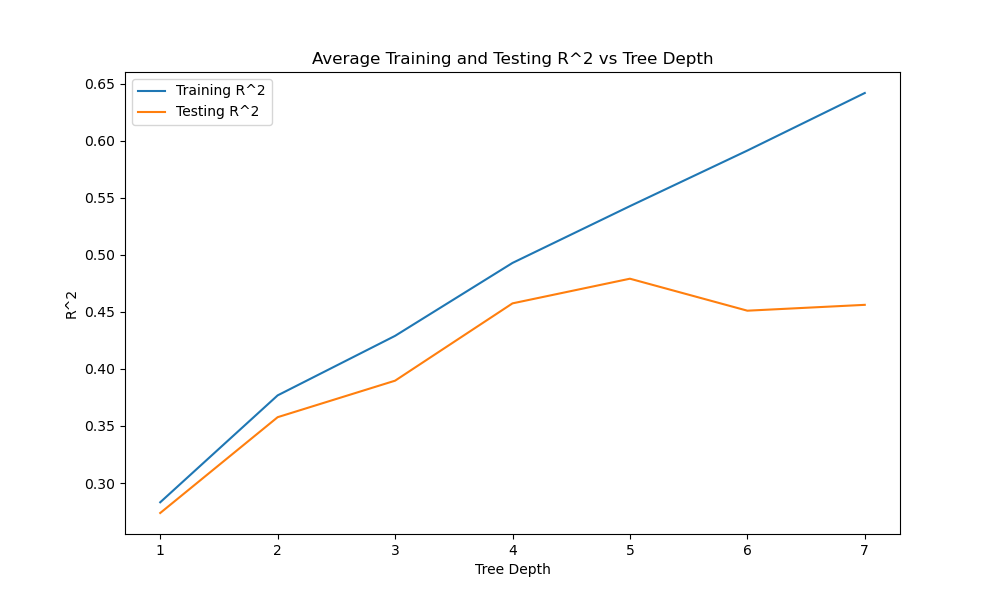 Average Training and Testing R^2 vs Tree Depth
Training R^2
Testing R^2
0.65
0.60
0.55
0.50
0.45
0.40
0.35
0.30
R^2
1 2 3 4 5 6 7
Tree Depth